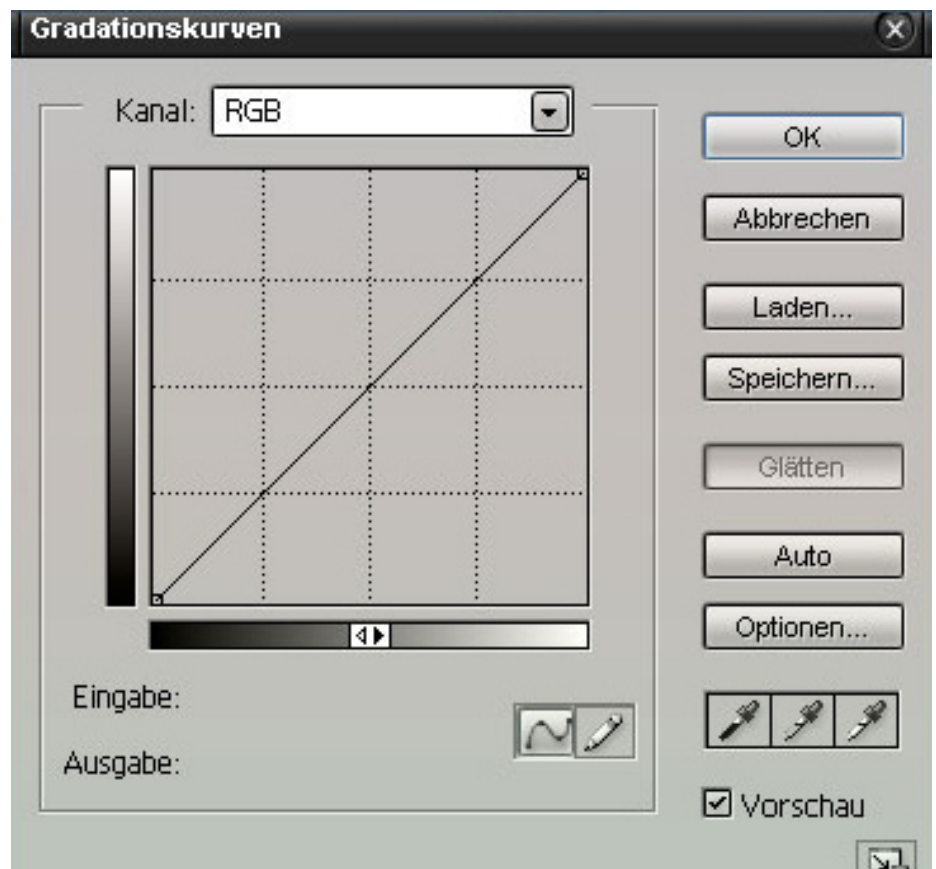 Gradationskurven
Kanal: RGB
OK
Abbrechen
Laden...
Speichern...
Glätten
Auto
Optionen...
Eingabe:
Ausgabe:
Vorschau